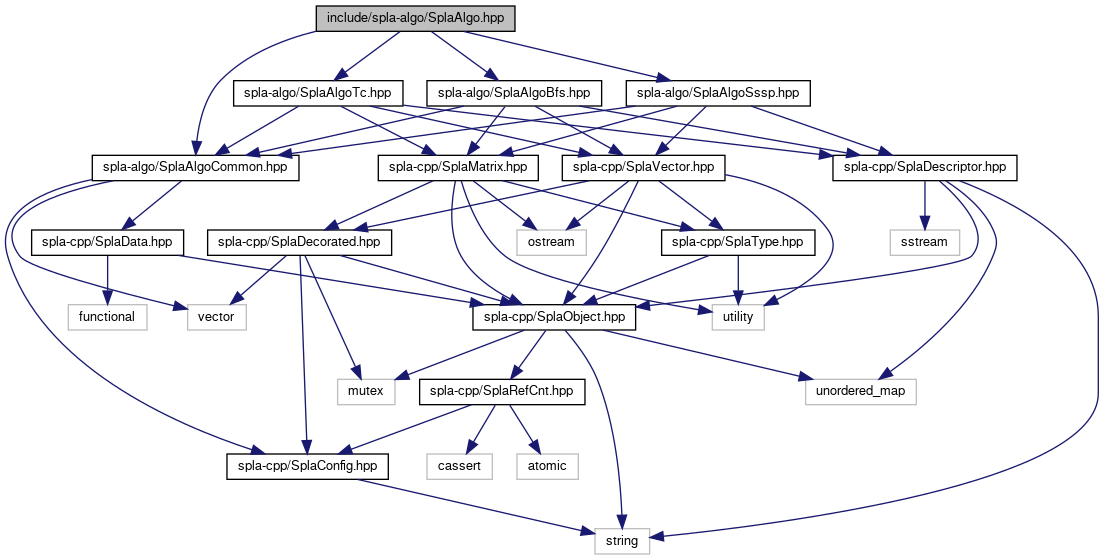 include/spla-algo/SplaAlgo.hpp
spla-algo/SplaAlgoTc.hpp
spla-algo/SplaAlgoBfs.hpp
spla-algo/SplaAlgoSssp.hpp
spla-algo/SplaAlgoCommon.hpp
spla-cpp/SplaMatrix.hpp
spla-cpp/SplaVector.hpp
spla-cpp/SplaDescriptor.hpp
spla-cpp/SplaData.hpp
spla-cpp/SplaDecorated.hpp
ostream
spla-cpp/SplaType.hpp
sstream
functional
vector
spla-cpp/SplaObject.hpp
utility
mutex
spla-cpp/SplaRefCnt.hpp
unordered_map
spla-cpp/SplaConfig.hpp
cassert
atomic
string